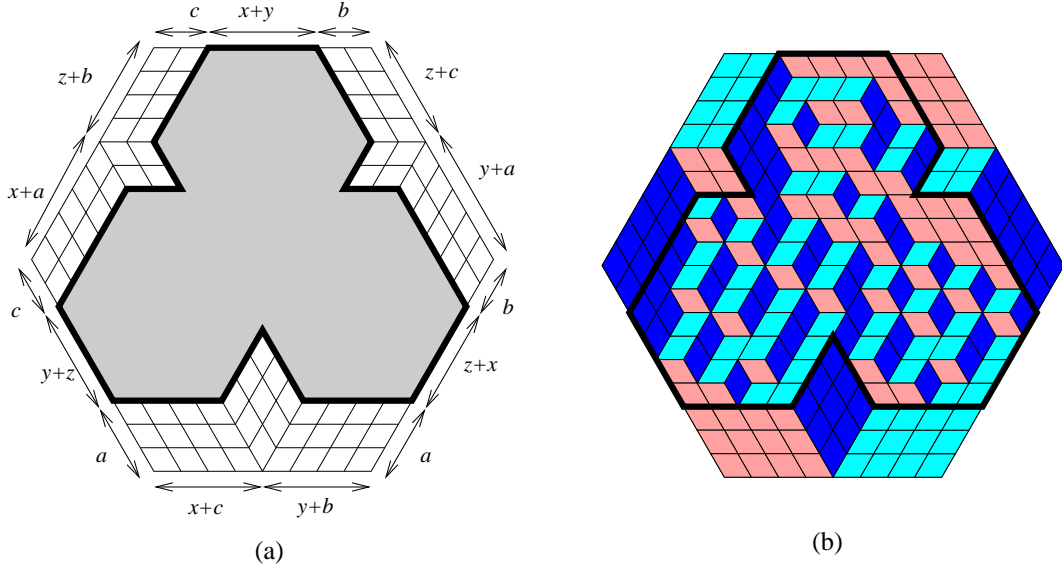 c x+y b
z+b z+c
x+a y+a
c b
y+z z+x
a a
x+c y+b
(a) (b)